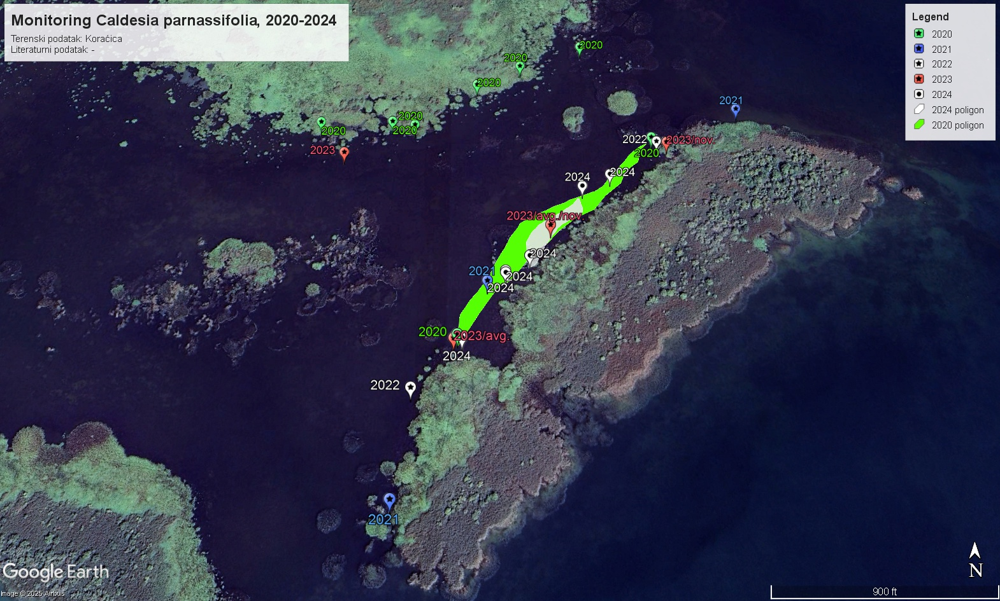 Monitoring Caldesia parnassifolia, 2020-2024
Terenski podatak: Koraćica
Literaturni podatak: -
Legend
2020
2021
2022
2023
2024
2024 poligon
2020 poligon
2020
2020
2020
2021
2020
2020
2020
2022
2023/nov.
2023
2020
2024
2024
2023/avg./nov.
2024
2021
2024
2024
2020
2023/avg.
2024
2022
2021
Google Earth
Image © 2025 Airbus
N
900 ft